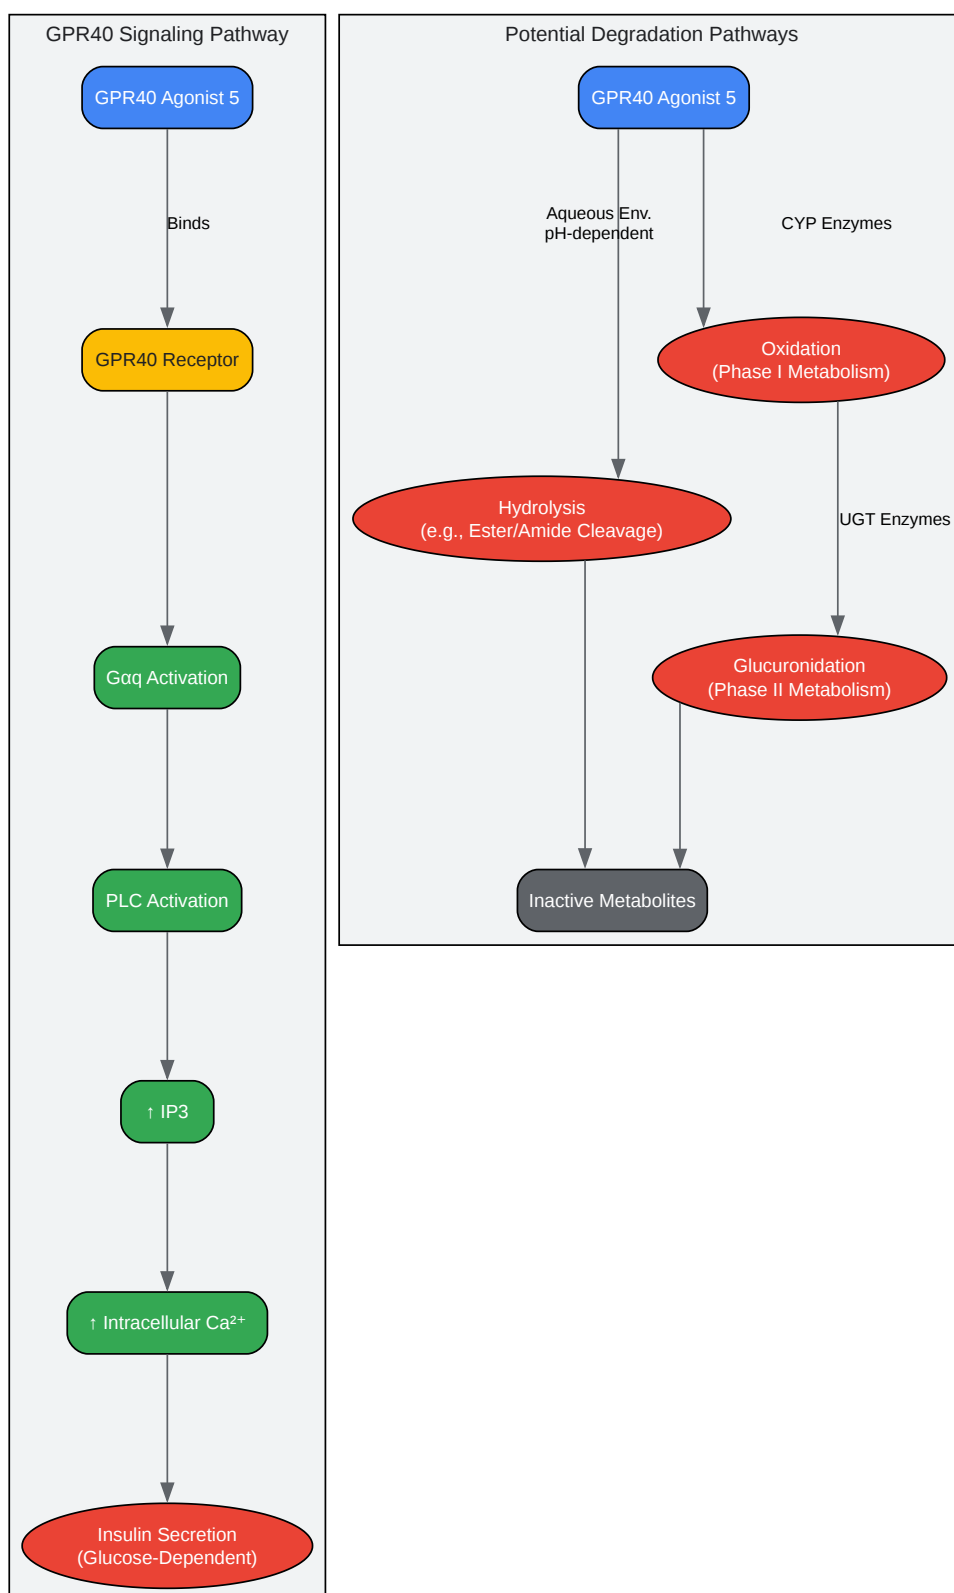 GPR40 Signaling Pathway
GPR40 Agonist 5
Binds
GPR40 Receptor
Gαq Activation
PLC Activation
↑ IP3
↑ Intracellular Ca²⁺
Insulin Secretion
(Glucose-Dependent)
Potential Degradation Pathways
GPR40 Agonist 5
Aqueous Env.
pH-dependent
CYP Enzymes
Oxidation
(Phase I Metabolism)
Hydrolysis
(e.g., Ester/Amide Cleavage)
UGT Enzymes
Glucuronidation
(Phase II Metabolism)
Inactive Metabolites